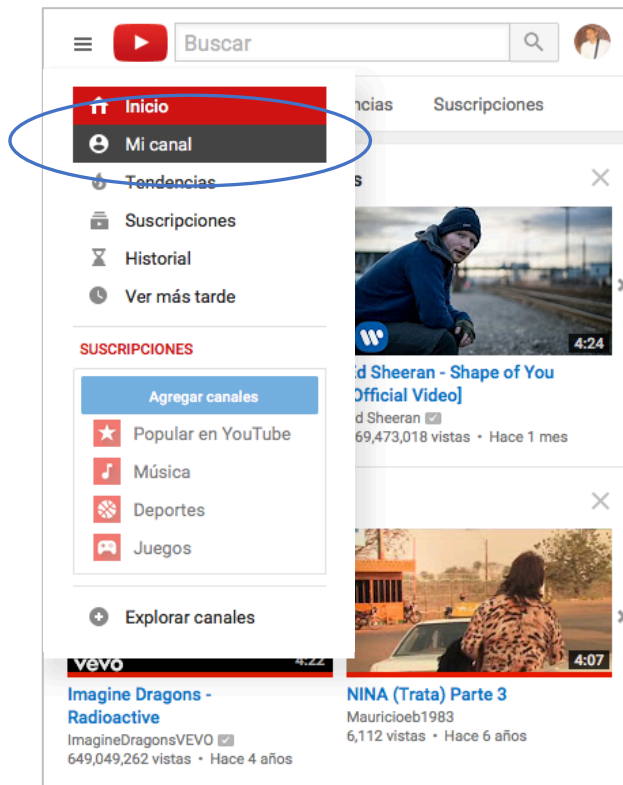 Buscar
Inicio
Mi canal
Tendencias
Suscripciones
Historial
Ver más tarde
SUSCRIPCIONES
Agregar canales
Popular en YouTube
Música
Deportes
Juegos
Explorar canales
ncias Suscripciones
s
4:24
d Sheeran - Shape of You
Official Video]
d Sheeran
69,473,018 vistas • Hace 1 mes
vevo
4:22
Imagine Dragons -
Radioactive
ImagineDragonsVEVO
649,049,262 vistas • Hace 4 años
4:07
NINA (Trata) Parte 3
Mauricioeb1983
6,112 vistas • Hace 6 años